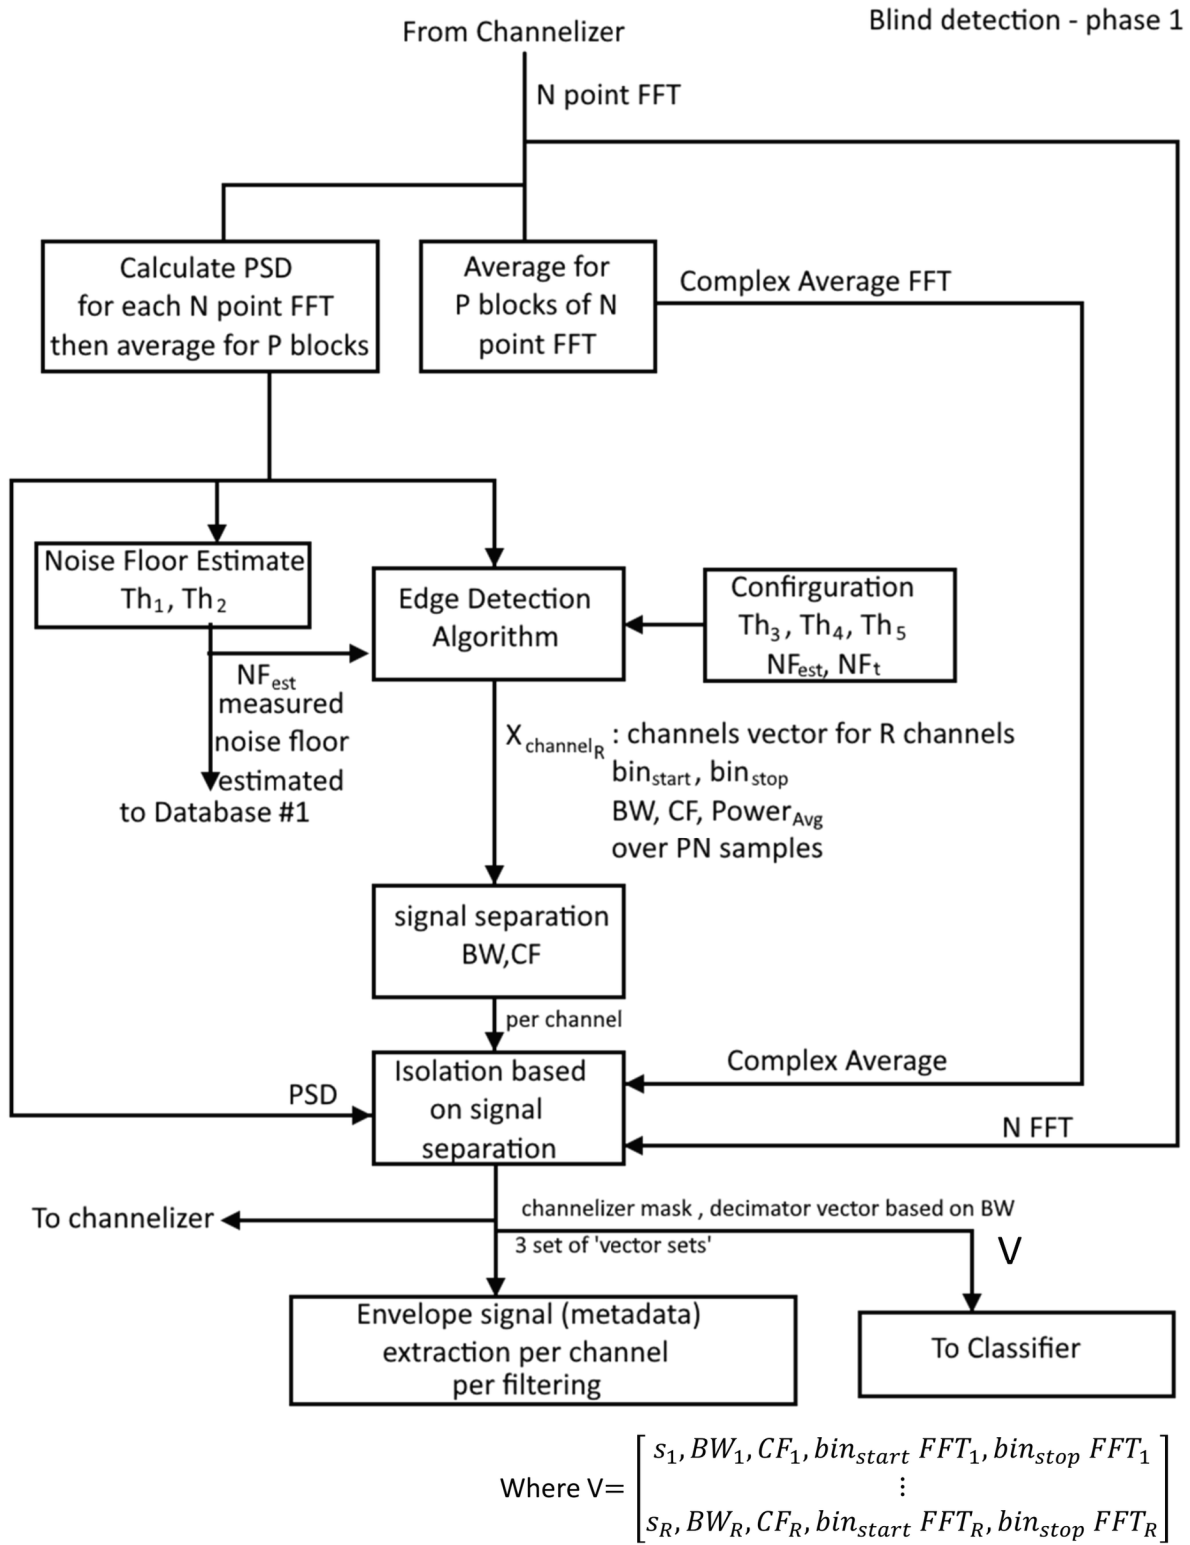 Blind detection - phase 1
From Channelizer
N point FFT
Calculate PSD
for each N point FFT
then average for P blocks
Average for
P blocks of N
point FFT
Complex Average FFT
Noise Floor Estimate
Th₁, Th₂
Edge Detection
Algorithm
Confirguration
Th₃, Th₄, Th₅
NFest, NFt
NFest
measured
noise floor
estimated
to Database #1
XchannelR : channels vector for R channels
binstart, binstop
BW, CF, PowerAvg
over PN samples
signal separation
BW,CF
per channel
Isolation based
on signal
separation
Complex Average
PSD
N FFT
To channelizer
channelizer mask , decimator vector based on BW
3 set of 'vector sets'
V
Envelope signal (metadata)
extraction per channel
per filtering
To Classifier
s₁, BW₁, CF₁, binstart FFT₁, binstop FFT₁
Where V=
⋮
sR, BWR, CFR, binstart FFTR, binstop FFTR